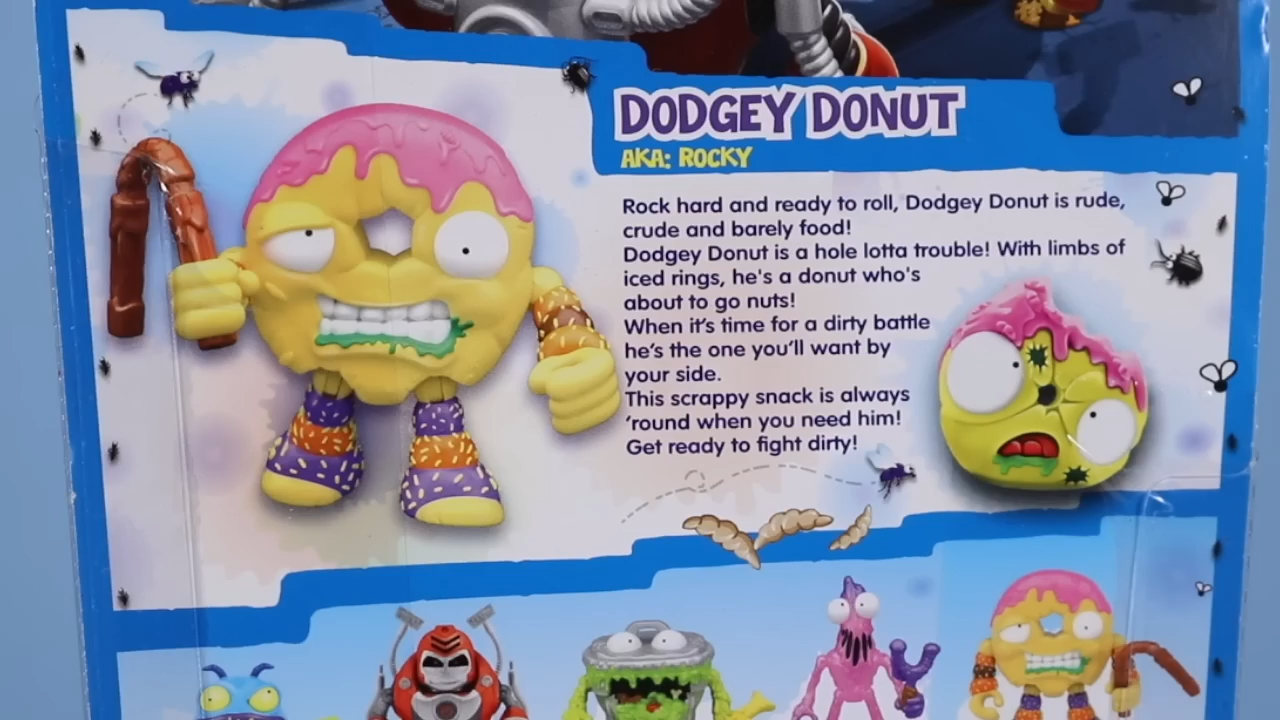 DODGEY DONUT
AKA: ROCKY
Rock hard and ready to roll, Dodgey Donut is rude,
crude and barely food!
Dodgey Donut is a hole lotta trouble! With limbs of
iced rings, he's a donut who's
about to go nuts!
When it's time for a dirty battle
he's the one you'll want by
your side.
This scrappy snack is always
'round when you need him!
Get ready to fight dirty!